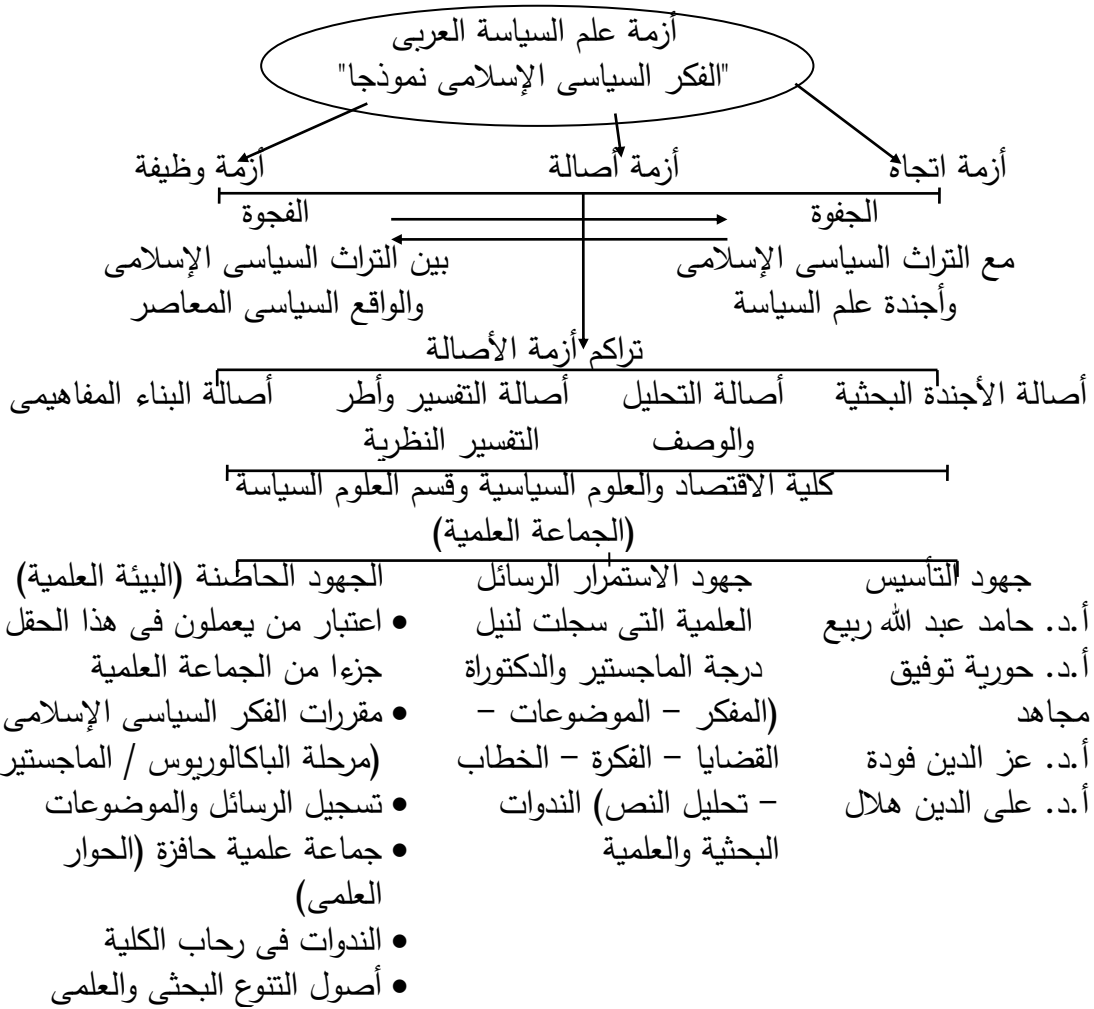 أزمة علم السياسة العربى
"الفكر السياسى الإسلامى نموذجا"
أزمة اتجاه
أزمة أصالة
أزمة وظيفة
الجفوة
مع التراث السياسى الإسلامى
وأجندة علم السياسة
الفجوة
بين التراث السياسى الإسلامى
والواقع السياسى المعاصر
تراكم أزمة الأصالة
أصالة الأجندة البحثية
أصالة التحليل
والوصف
أصالة التفسير وأطر
التفسير النظرية
أصالة البناء المفاهيمى
كلية الاقتصاد والعلوم السياسية وقسم العلوم السياسة
(الجماعة العلمية)
جهود التأسيس
أ.د. حامد عبد الله ربيع
أ.د. حورية توفيق
مجاهد
أ.د. عز الدين فودة
أ.د. على الدين هلال
جهود الاستمرار الرسائل
العلمية التى سجلت لنيل
درجة الماجستير والدكتوراة
(المفكر – الموضوعات –
القضايا – الفكرة – الخطاب
– تحليل النص) الندوات
البحثية والعلمية
الجهود الحاضنة (البيئة العلمية)
• اعتبار من يعملون فى هذا الحقل
جزءا من الجماعة العلمية
• مقررات الفكر السياسى الإسلامى
(مرحلة الباكالوريوس / الماجستير
• تسجيل الرسائل والموضوعات
• جماعة علمية حافزة (الحوار
العلمى)
• الندوات فى رحاب الكلية
• أصول التنوع البحثى والعلمى